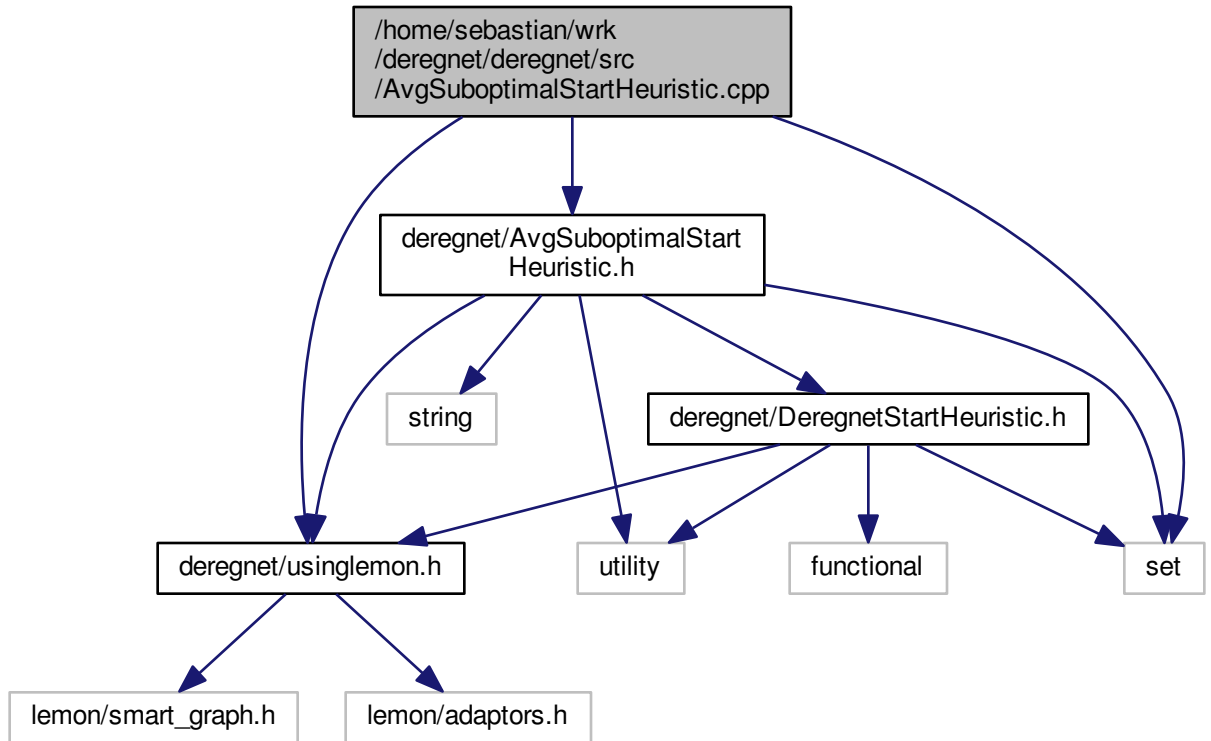 /home/sebastian/wrk
/deregnet/deregnet/src
/AvgSuboptimalStartHeuristic.cpp
deregnet/AvgSuboptimalStart
Heuristic.h
string
deregnet/DeregnetStartHeuristic.h
deregnet/usinglemon.h
utility
functional
set
lemon/smart_graph.h
lemon/adaptors.h